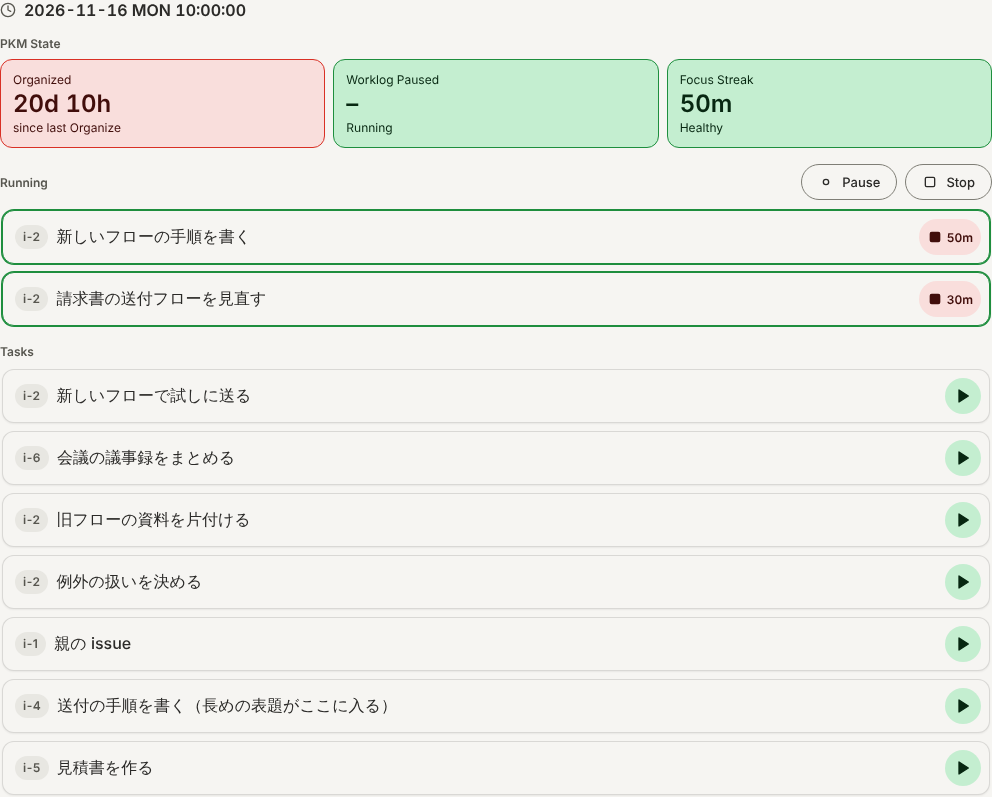 2026-11-16 MON 10:00:00
PKM State
Organized
20d 10h
since last Organize
Worklog Paused
–
Running
Focus Streak
50m
Healthy
Running
Pause
Stop
i-2 新しいフローの手順を書く 50m
i-2 請求書の送付フローを見直す 30m
Tasks
i-2 新しいフローで試しに送る
i-6 会議の議事録をまとめる
i-2 旧フローの資料を片付ける
i-2 例外の扱いを決める
i-1 親の issue
i-4 送付の手順を書く（長めの表題がここに入る）
i-5 見積書を作る